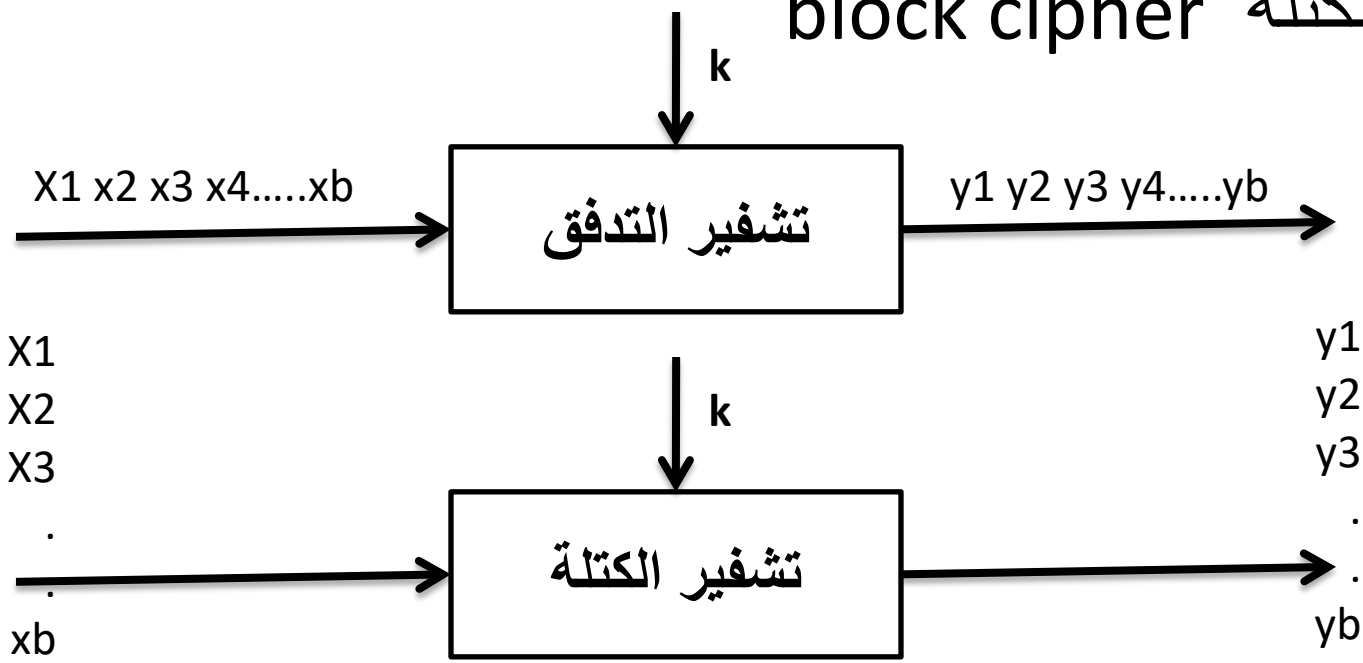 block cipher
k
X1 x2 x3 x4.....xb
تشفير التدفق
y1 y2 y3 y4.....yb
X1
X2
X3
.
.
xb
k
تشفير الكتلة
y1
y2
y3
.
.
yb